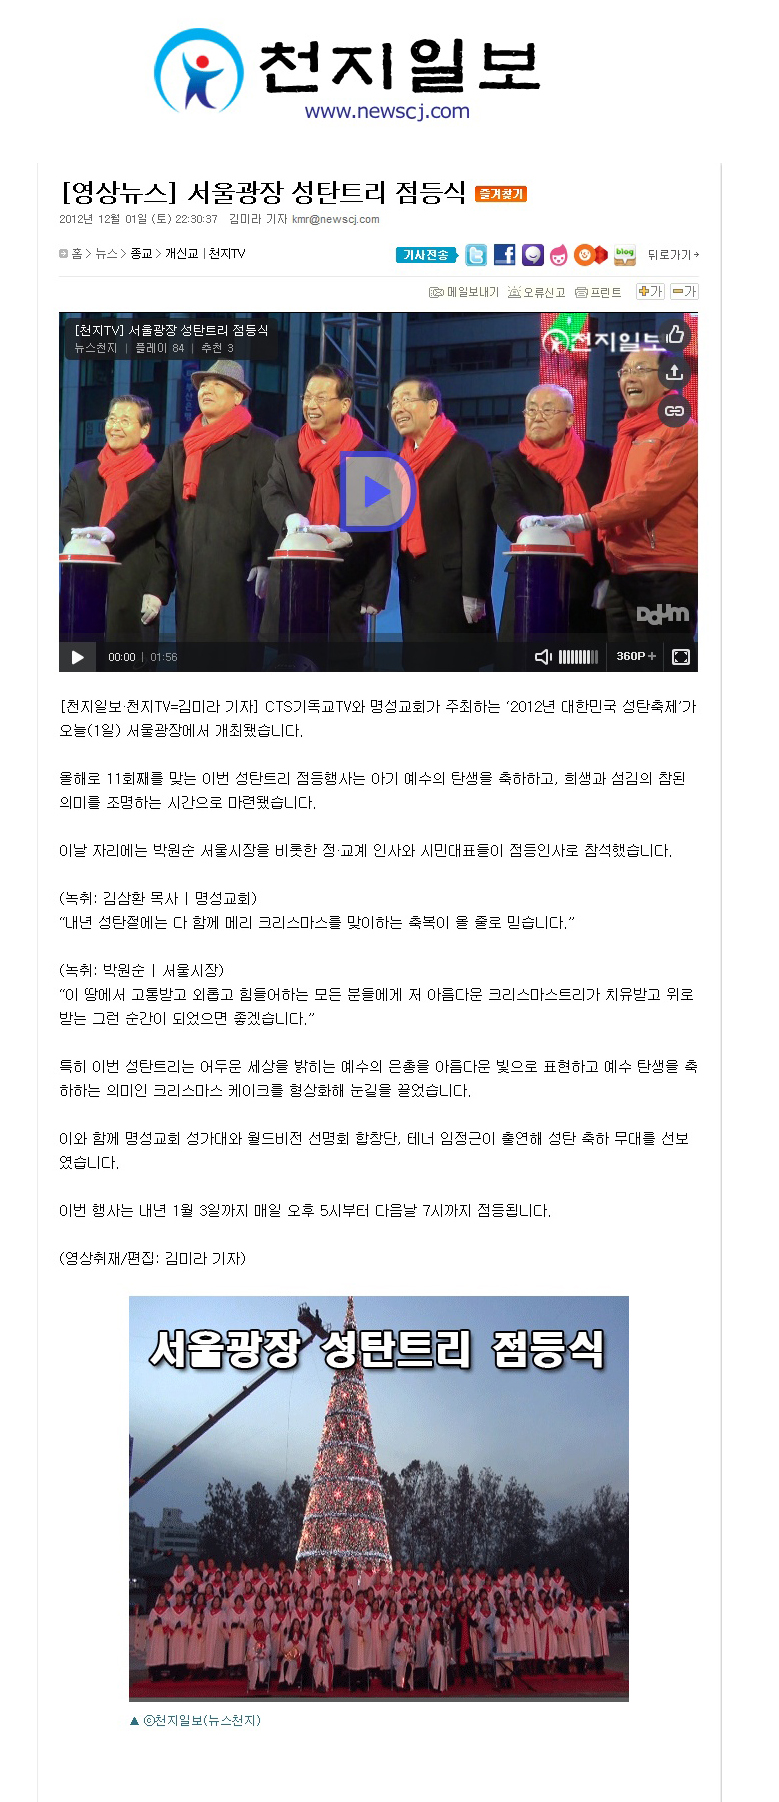 천지일보
www.newscj.com
[영상뉴스] 서울광장 성탄트리 점등식 즐겨찾기
2012년 12월 01일 (토) 22:30:37 김미라 기자 kmr@newscj.com
홈 > 뉴스 > 종교 > 개신교 | 천지TV 기사전송 blog 뒤로가기
메일보내기 오류신고 프린트 가 가
[천지TV] 서울광장 성탄트리 점등식
뉴스천지 | 플레이 84 | 추천 3
천지일보
Daum
00:00 | 01:56 360P
[천지일보·천지TV=김미라 기자] CTS기독교TV와 명성교회가 주최하는 ‘2012년 대한민국 성탄축제’가
오늘(1일) 서울광장에서 개최됐습니다.
올해로 11회째를 맞는 이번 성탄트리 점등행사는 아기 예수의 탄생을 축하하고, 희생과 섬김의 참된
의미를 조명하는 시간으로 마련됐습니다.
이날 자리에는 박원순 서울시장을 비롯한 정·교계 인사와 시민대표들이 점등인사로 참석했습니다.
(녹취: 김삼환 목사 | 명성교회)
“내년 성탄절에는 다 함께 메리 크리스마스를 맞이하는 축복이 올 줄로 믿습니다.”
(녹취: 박원순 | 서울시장)
“이 땅에서 고통받고 외롭고 힘들어하는 모든 분들에게 저 아름다운 크리스마스트리가 치유받고 위로
받는 그런 순간이 되었으면 좋겠습니다.”
특히 이번 성탄트리는 어두운 세상을 밝히는 예수의 은총을 아름다운 빛으로 표현하고 예수 탄생을 축
하하는 의미인 크리스마스 케이크를 형상화해 눈길을 끌었습니다.
이와 함께 명성교회 성가대와 월드비전 선명회 합창단, 테너 임정근이 출연해 성탄 축하 무대를 선보
였습니다.
이번 행사는 내년 1월 3일까지 매일 오후 5시부터 다음날 7시까지 점등됩니다.
(영상취재/편집: 김미라 기자)
서울광장 성탄트리 점등식
▲ ⓒ천지일보(뉴스천지)